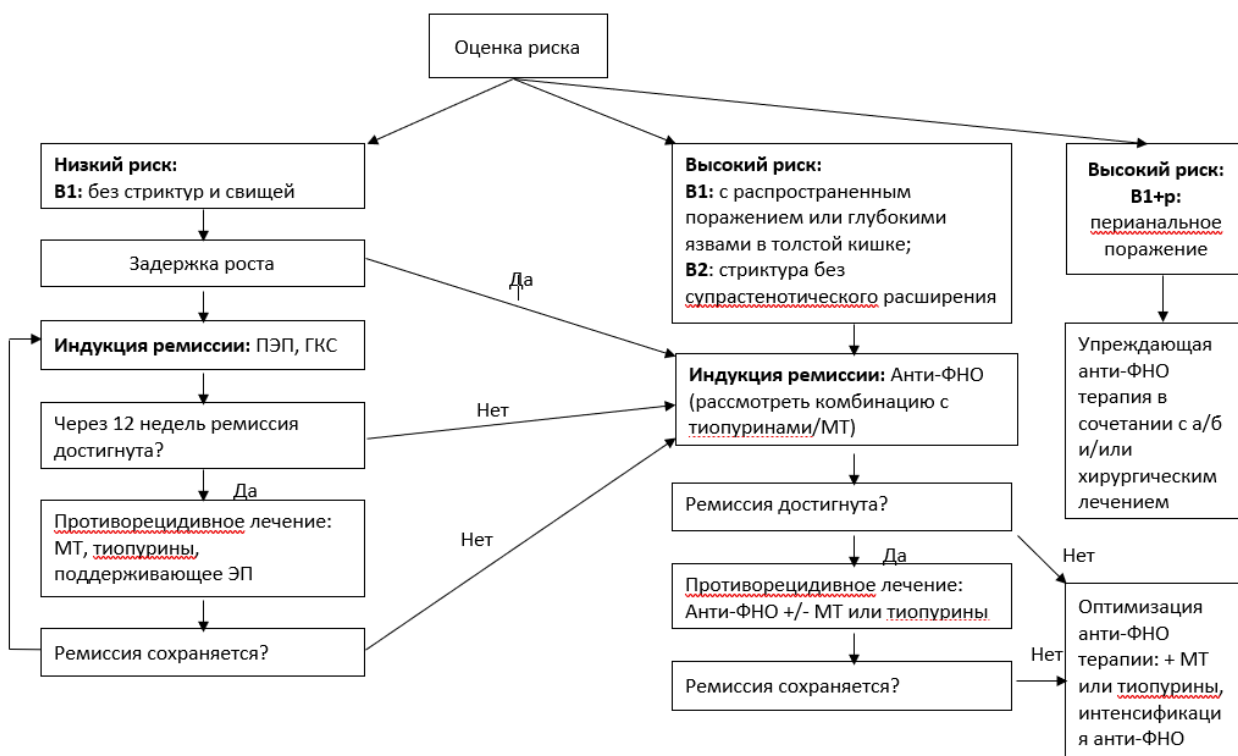 Оценка риска
Низкий риск:
В1: без стриктур и свищей
Задержка роста
Да
Индукция ремиссии: ПЭП, ГКС
Через 12 недель ремиссия
достигнута?
Нет
Да
Противорецидивное лечение:
МТ, тиопурины,
поддерживающее ЭП
Нет
Ремиссия сохраняется?
Высокий риск:
В1: с распространенным
поражением или глубокими
язвами в толстой кишке;
В2: стриктура без
супрастенотического расширения
Индукция ремиссии: Анти-ФНО
(рассмотреть комбинацию с
тиопуринами/МТ)
Ремиссия достигнута?
Нет
Да
Противорецидивное лечение:
Анти-ФНО +/- МТ или тиопурины
Ремиссия сохраняется?
Нет
Высокий риск:
В1+р:
перианальное
поражение
Упреждающая
анти-ФНО
терапия в
сочетании с а/б
и/или
хирургическим
лечением
Оптимизация
анти-ФНО
терапии: + МТ
или тиопурины,
интенсификаци
я анти-ФНО